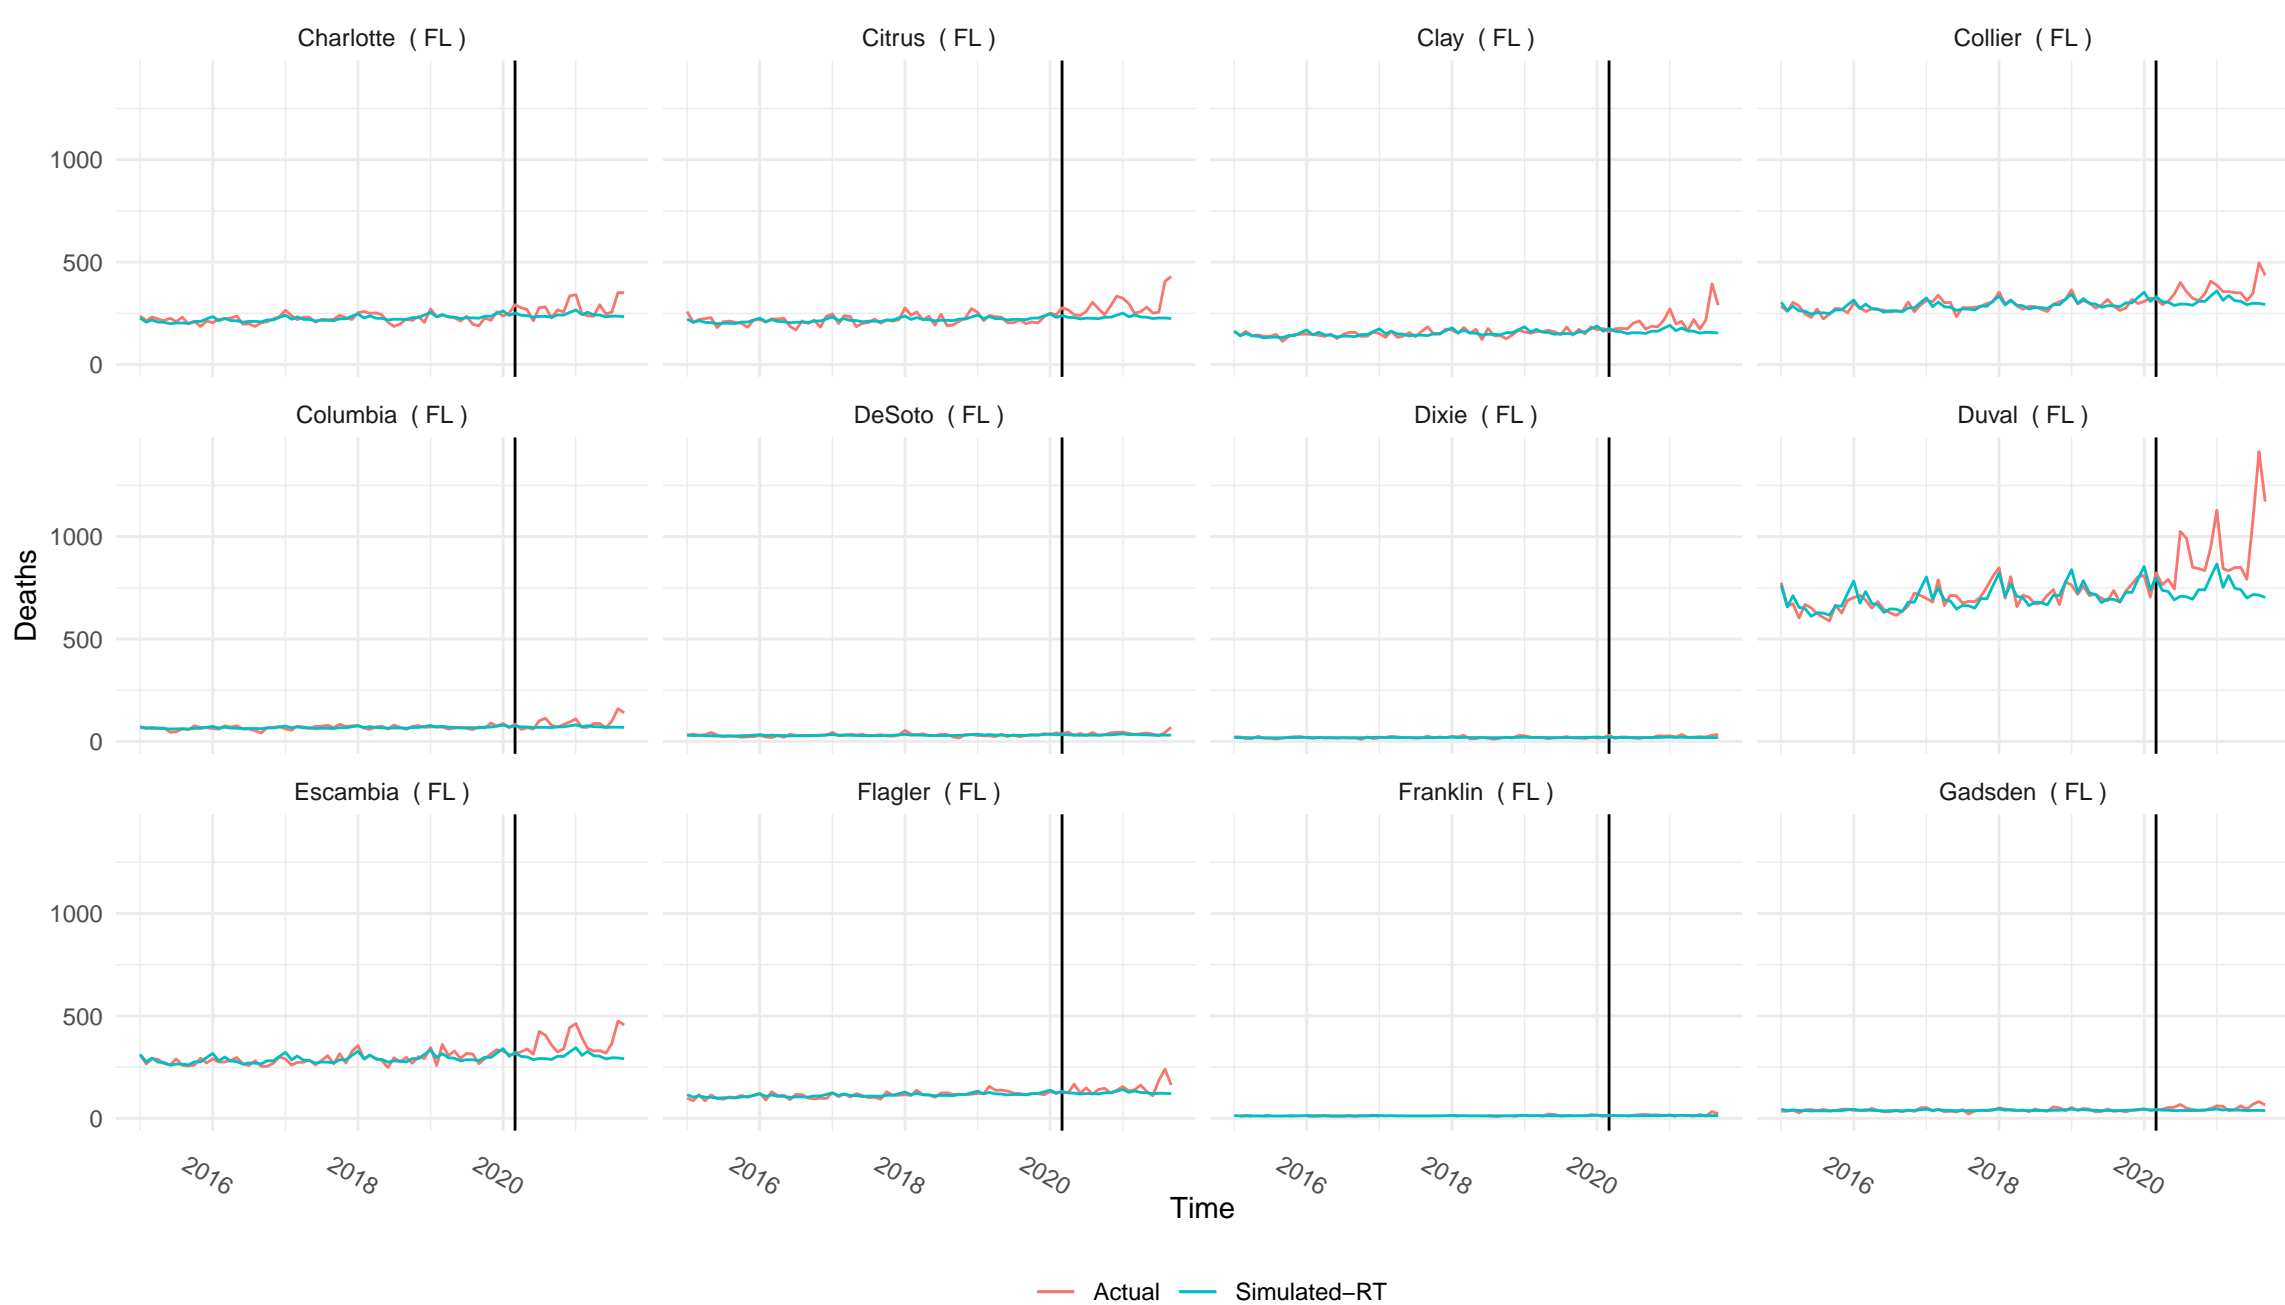 Charlotte ( FL )
Citrus ( FL )
Clay ( FL )
Collier ( FL )
1000
500
0
Columbia ( FL )
DeSoto ( FL )
Dixie ( FL )
Duval ( FL )
1000
500
0
Deaths
Escambia ( FL )
Flagler ( FL )
Franklin ( FL )
Gadsden ( FL )
1000
500
0
2016 2018 2020
2016 2018 2020
2016 2018 2020
2016 2018 2020
Time
Actual
Simulated−RT